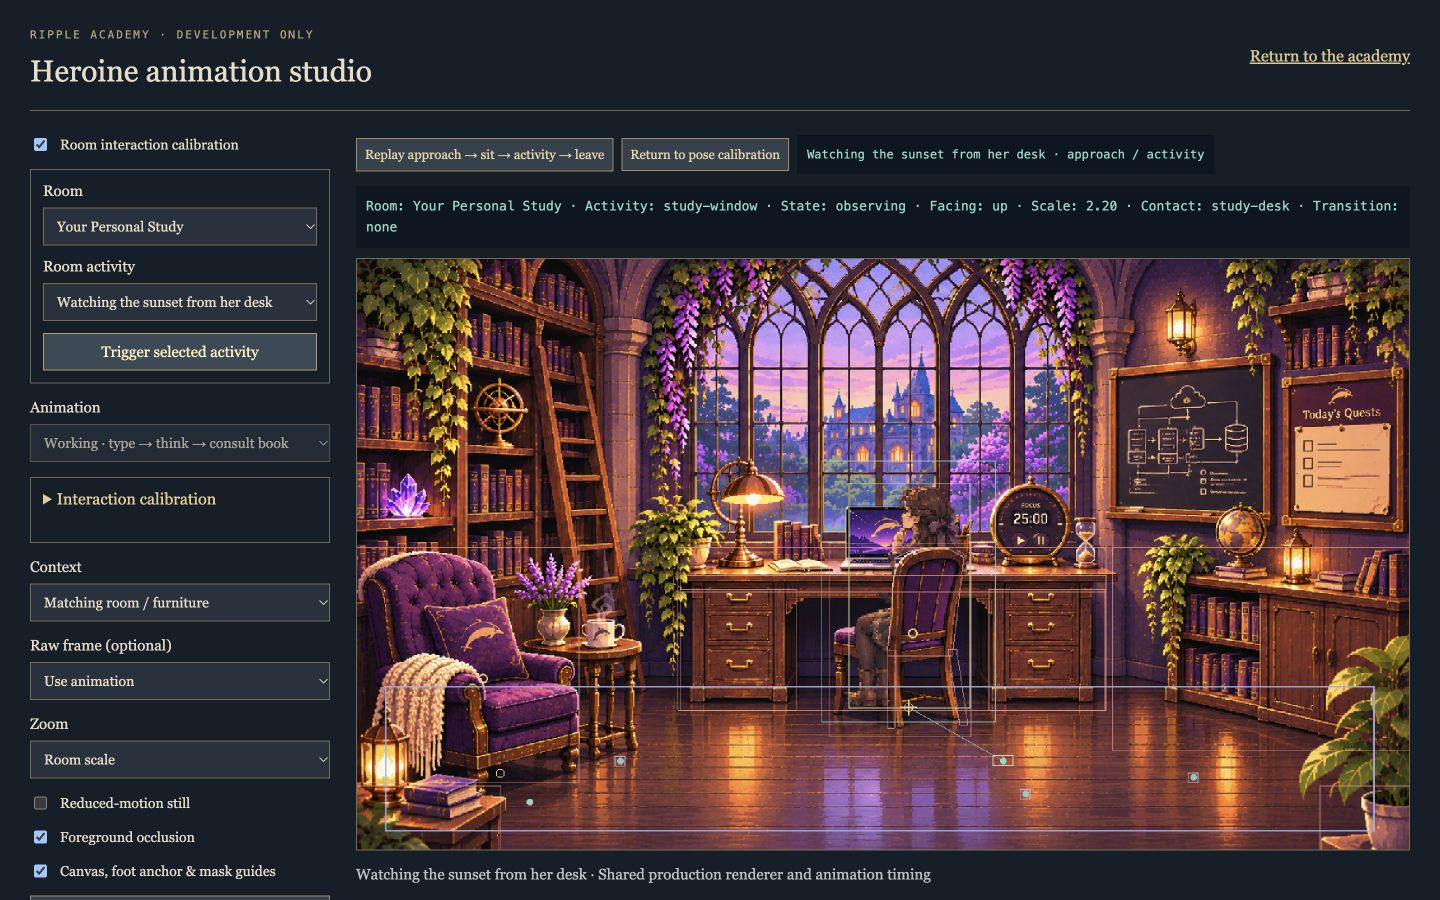 RIPPLE ACADEMY · DEVELOPMENT ONLY
Heroine animation studio
Return to the academy
Room interaction calibration
Room
Your Personal Study
Room activity
Watching the sunset from her desk
Trigger selected activity
Animation
Working · type → think → consult book
▶ Interaction calibration
Context
Matching room / furniture
Raw frame (optional)
Use animation
Zoom
Room scale
Reduced-motion still
Foreground occlusion
Canvas, foot anchor & mask guides
Replay approach → sit → activity → leave
Return to pose calibration
Watching the sunset from her desk · approach / activity
Room: Your Personal Study · Activity: study-window · State: observing · Facing: up · Scale: 2.20 · Contact: study-desk · Transition:
none
Today's Quests
FOCUS
25:00
Watching the sunset from her desk · Shared production renderer and animation timing